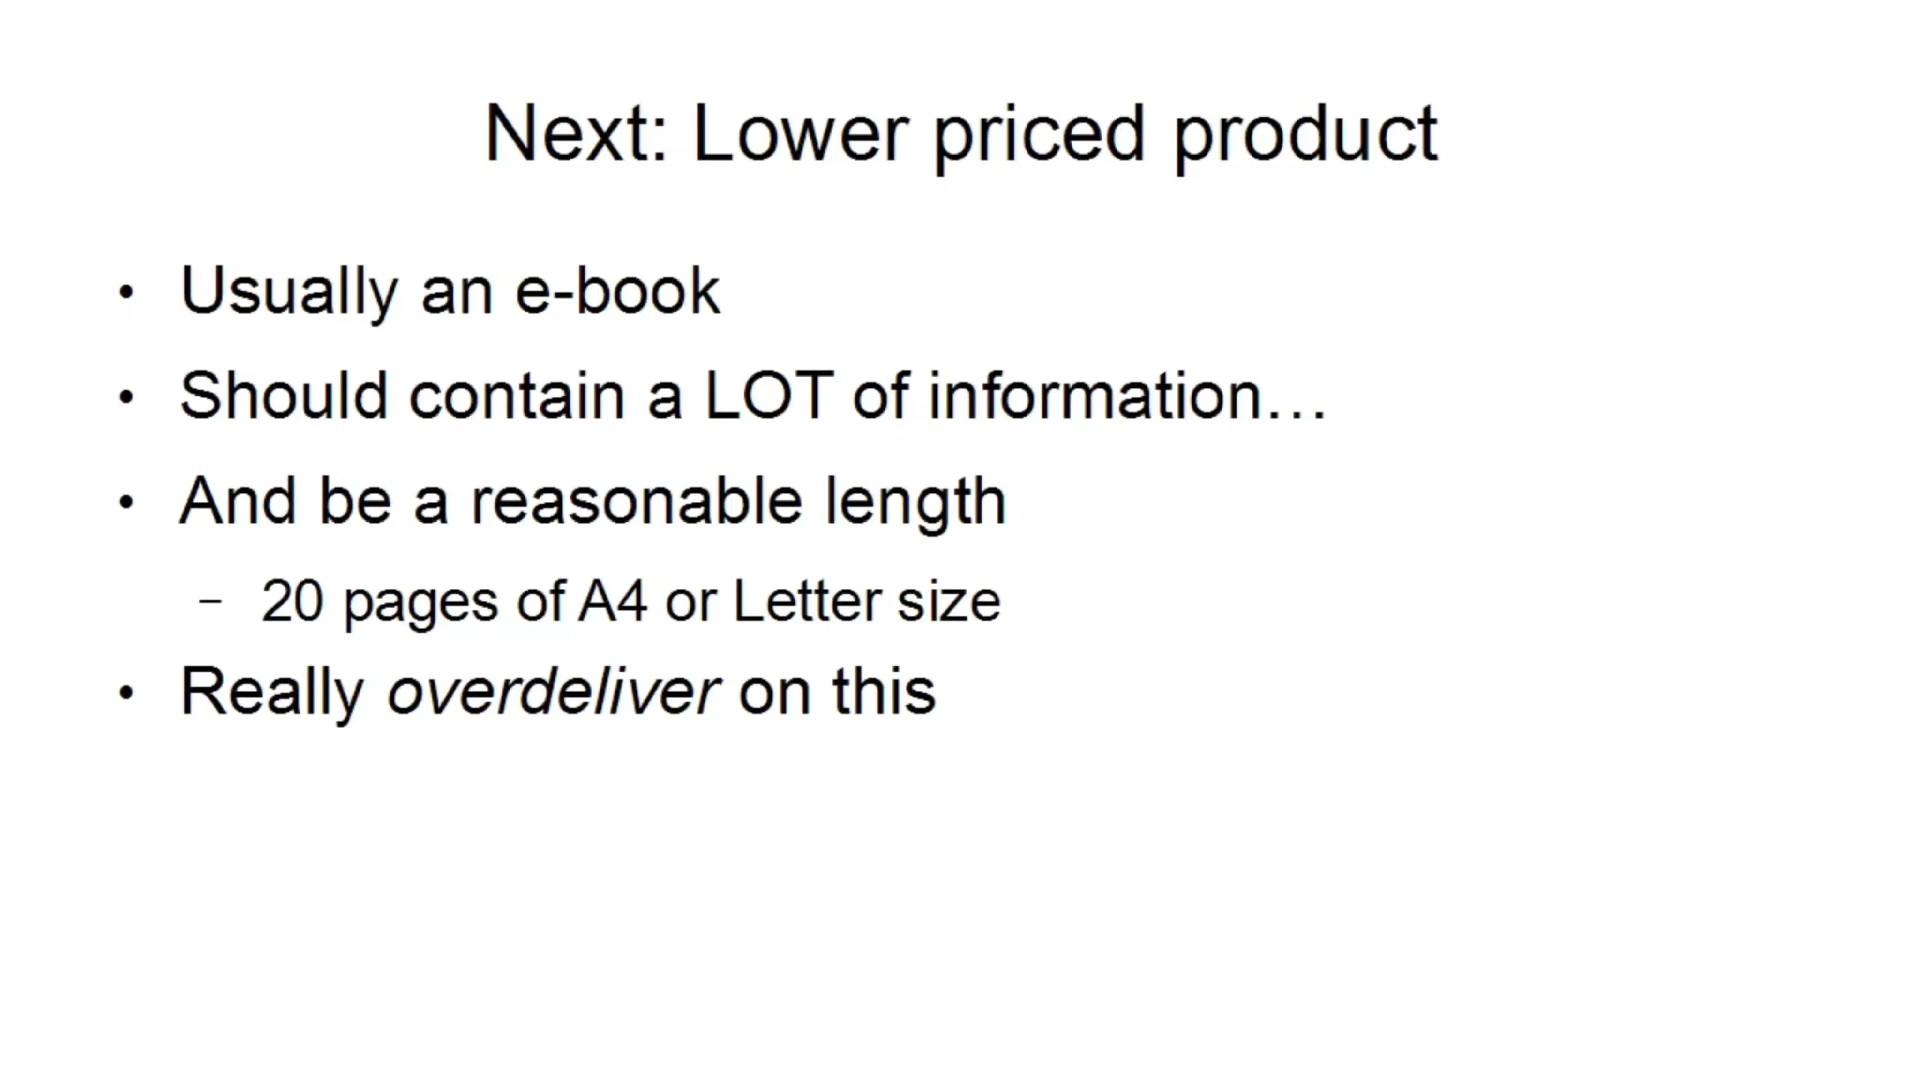 Next: Lower priced product
• Usually an e-book
• Should contain a LOT of information…
• And be a reasonable length
– 20 pages of A4 or Letter size
• Really overdeliver on this